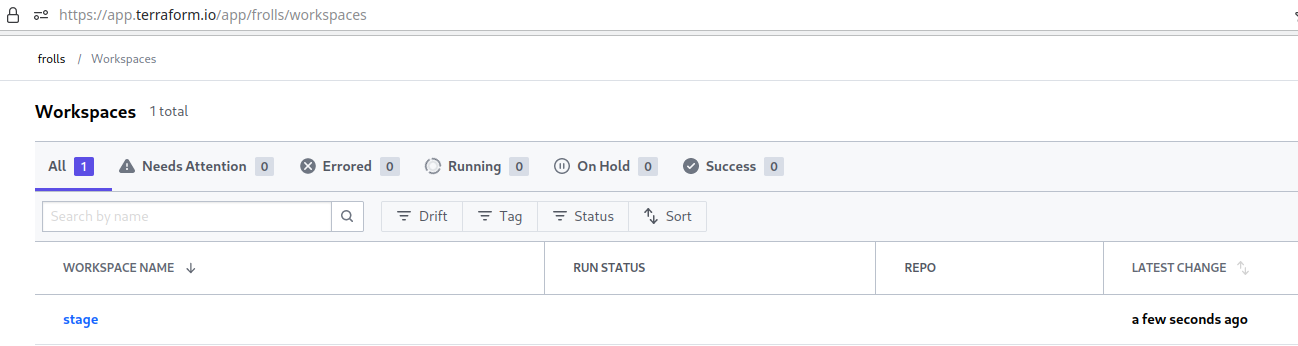 https://app.terraform.io/app/frolls/workspaces
frolls / Workspaces
Workspaces 1 total
All 1 Needs Attention 0 Errored 0 Running 0 On Hold 0 Success 0
Search by name Drift Tag Status Sort
WORKSPACE NAME RUN STATUS REPO LATEST CHANGE
stage a few seconds ago